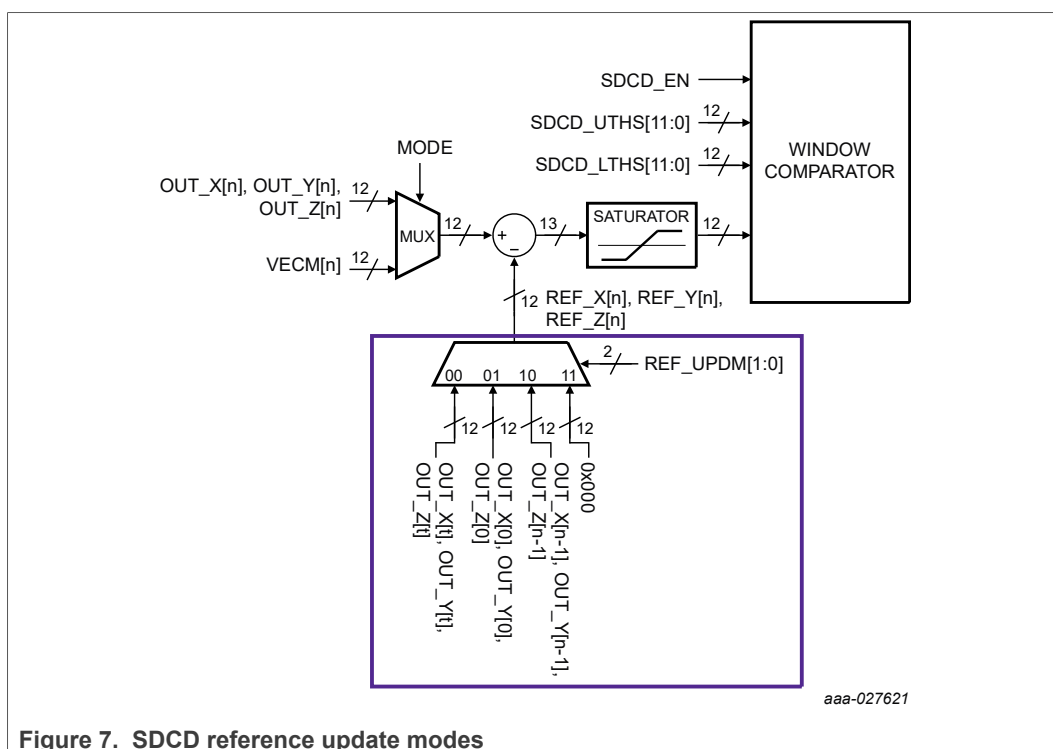 SDCD_EN
12
SDCD_UTHS[11:0]
12
SDCD_LTHS[11:0]
WINDOW
COMPARATOR
MODE
OUT_X[n], OUT_Y[n],
OUT_Z[n]
12
MUX
12
VECM[n]
12
+
−
13
SATURATOR
12
12
REF_X[n], REF_Y[n],
REF_Z[n]
00 01 10 11
2
REF_UPDM[1:0]
12 12 12 12
OUT_X[t], OUT_Y[t],
OUT_Z[t]
OUT_X[0], OUT_Y[0],
OUT_Z[0]
OUT_X[n-1], OUT_Y[n-1],
OUT_Z[n-1]
0x000
aaa-027621
Figure 7. SDCD reference update modes